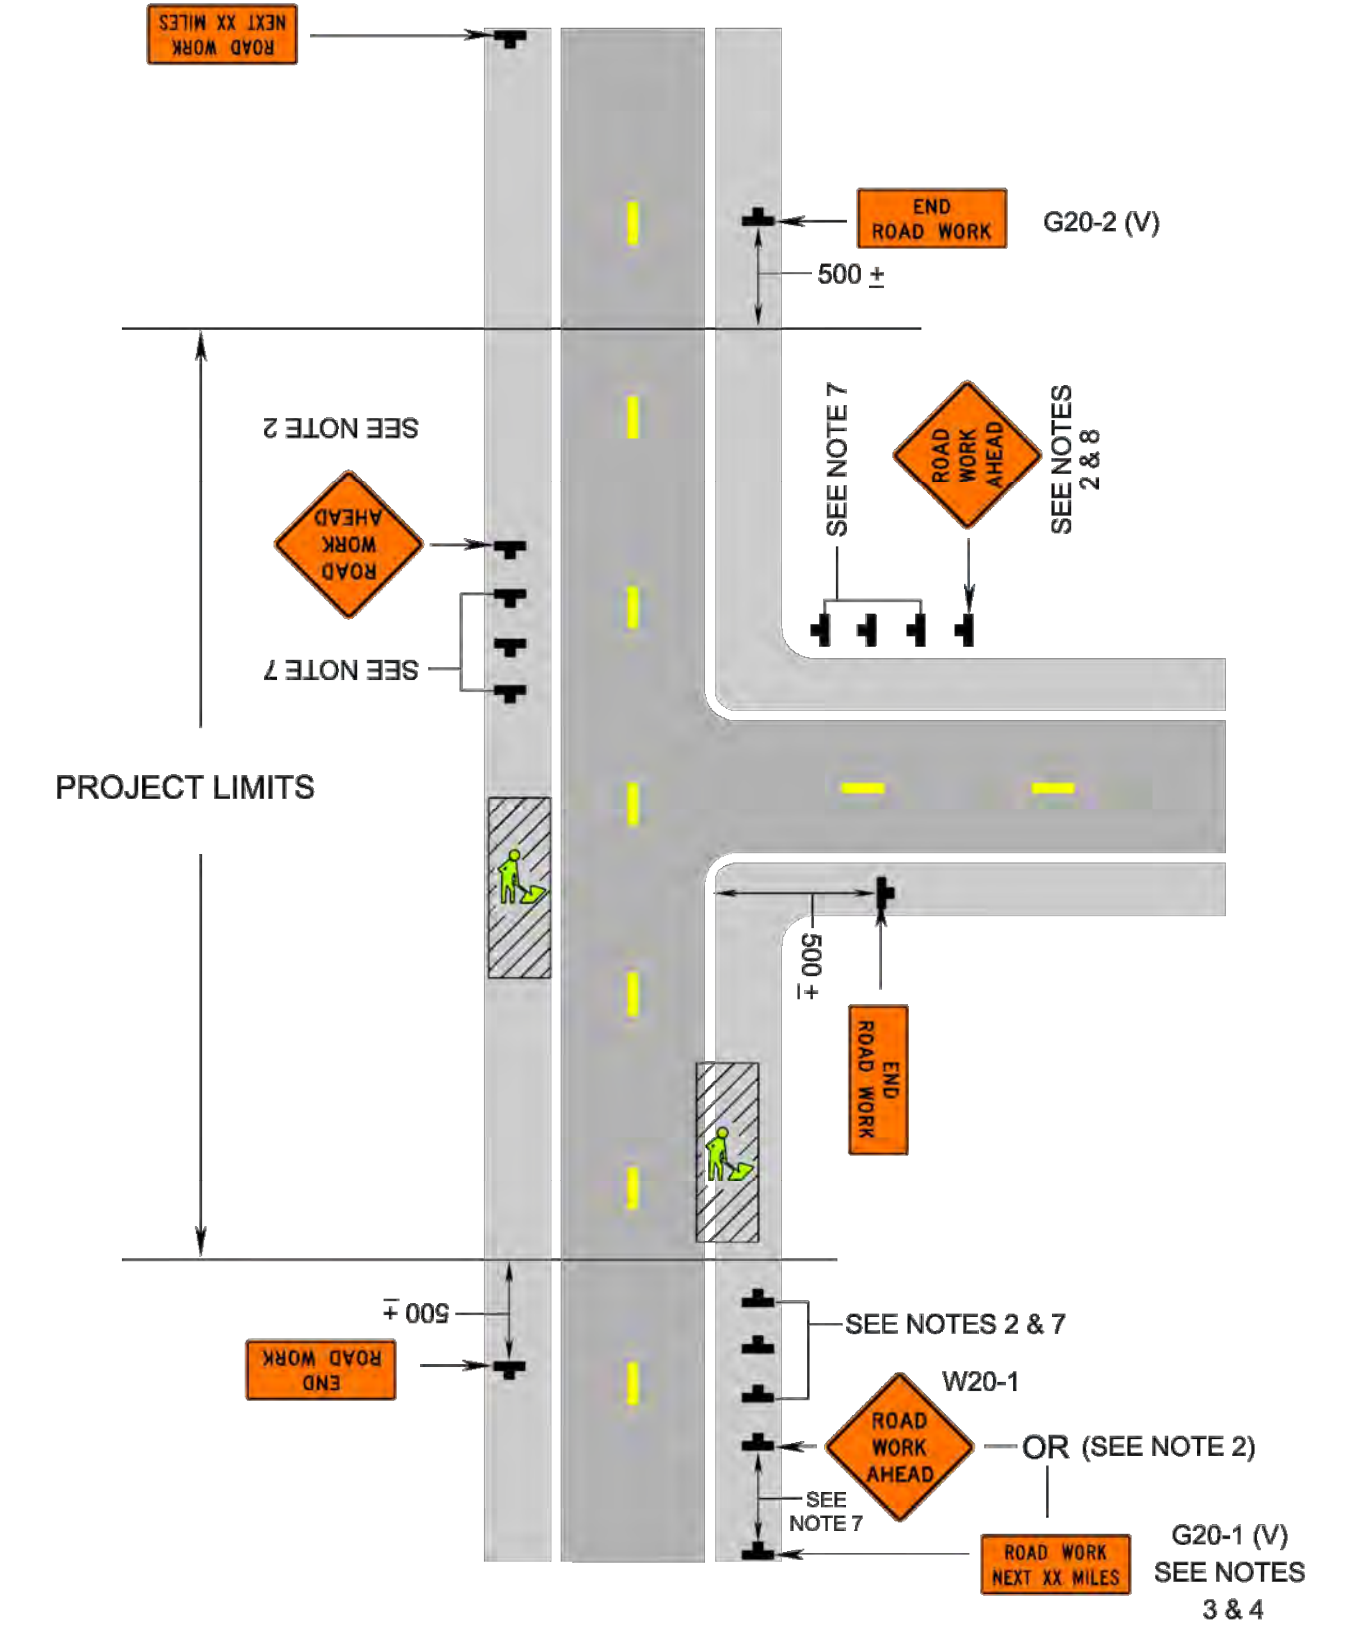 ROAD WORK
NEXT XX MILES
END
ROAD WORK
G20-2 (V)
500 ±
SEE NOTE 2
ROAD
WORK
AHEAD
SEE NOTE 7
SEE NOTE 7
ROAD
WORK
AHEAD
SEE NOTES
2 & 8
PROJECT LIMITS
500 ±
END
ROAD WORK
500 ±
END
ROAD WORK
SEE NOTES 2 & 7
W20-1
ROAD
WORK
AHEAD
OR (SEE NOTE 2)
SEE
NOTE 7
ROAD WORK
NEXT XX MILES
G20-1 (V)
SEE NOTES
3 & 4